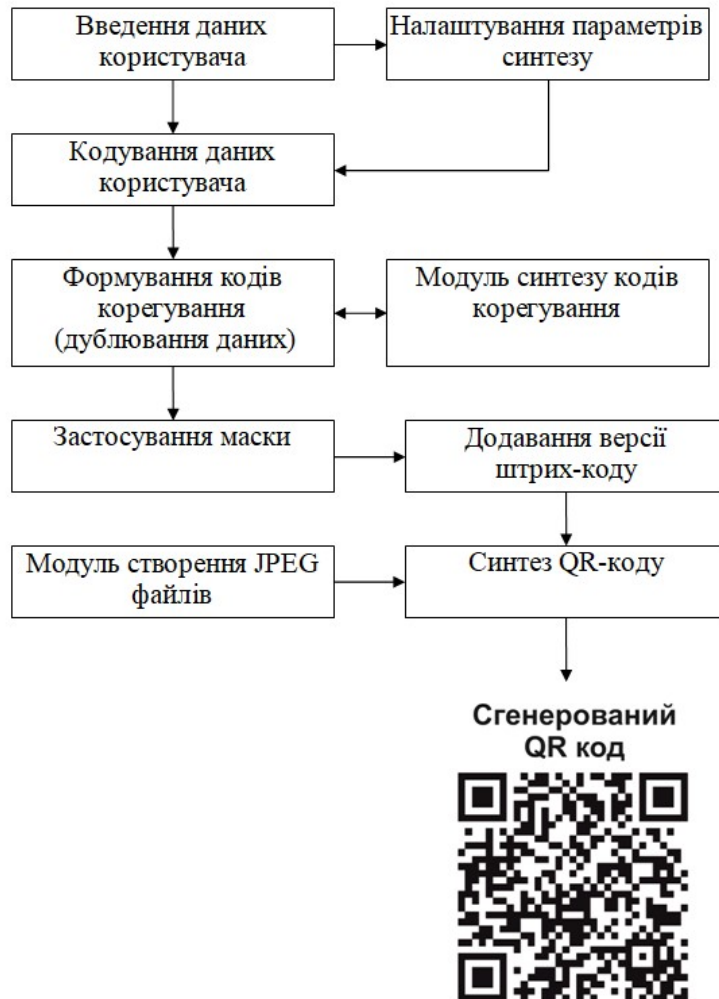 Введення даних
користувача
Налаштування параметрів
синтезу
Кодування даних
користувача
Формування кодів
корегування
(дублювання даних)
Модуль синтезу кодів
корегування
Застосування маски
Додавання версії
штрих-коду
Модуль створення JPEG
файлів
Синтез QR-коду
Сгенерований
QR код